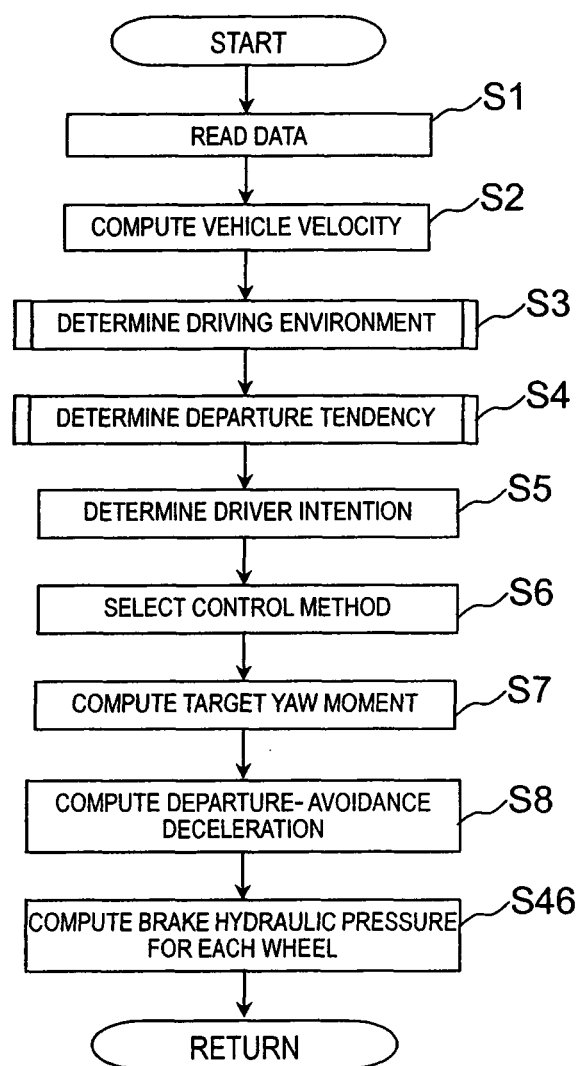 START
S1
READ DATA
S2
COMPUTE VEHICLE VELOCITY
S3
DETERMINE DRIVING ENVIRONMENT
S4
DETERMINE DEPARTURE TENDENCY
S5
DETERMINE DRIVER INTENTION
S6
SELECT CONTROL METHOD
S7
COMPUTE TARGET YAW MOMENT
S8
COMPUTE DEPARTURE- AVOIDANCE
DECELERATION
S46
COMPUTE BRAKE HYDRAULIC PRESSURE
FOR EACH WHEEL
RETURN